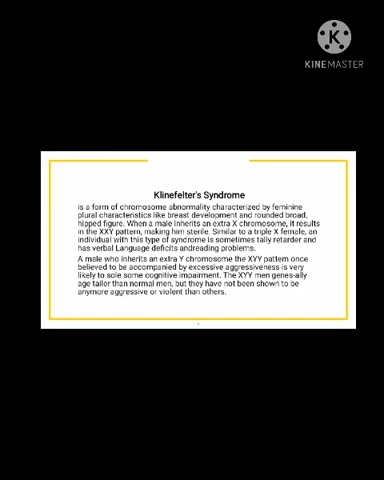 K
KINEMASTER
Klinefelter's Syndrome
is a form of chromosome abnormality characterized by feminine
plural characteristics like breast development and rounded broad,
hipped figure. When a male inherits an extra X chromosome, it results
in the XXY pattern, making him sterile. Similar to a triple X female, an
individual with this type of syndrome is sometimes tally retarder and
has verbal Language deficits andreading problems.
A male who inherits an extra Y chromosome the XYY pattern once
believed to be accompanied by excessive aggressiveness is very
likely to sole some cognitive impairment. The XYY men genes-ally
age taller than normal men, but they have not been shown to be
anymore aggressive or violent than others.